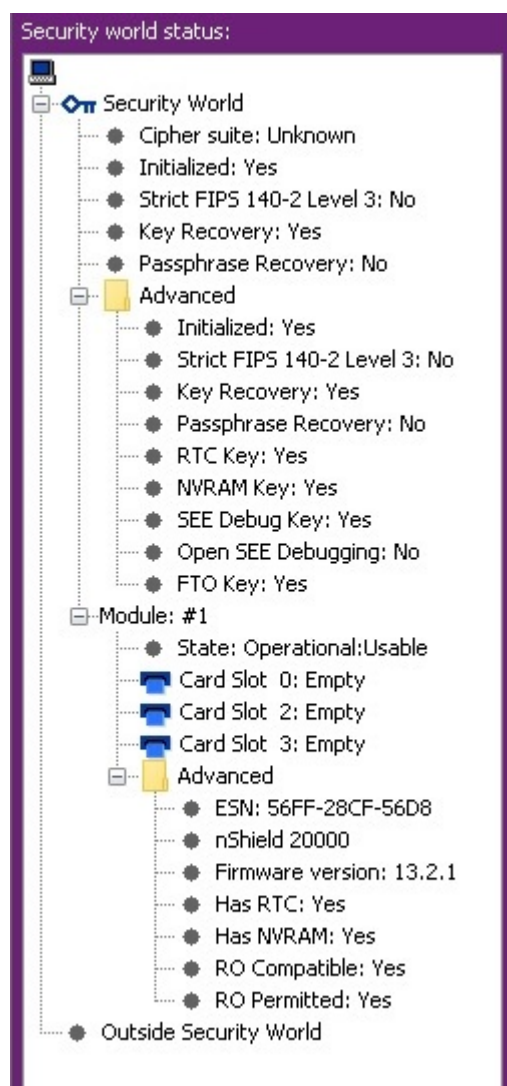 Security world status:
Security World
Cipher suite: Unknown
Initialized: Yes
Strict FIPS 140-2 Level 3: No
Key Recovery: Yes
Passphrase Recovery: No
Advanced
Initialized: Yes
Strict FIPS 140-2 Level 3: No
Key Recovery: Yes
Passphrase Recovery: No
RTC Key: Yes
NVRAM Key: Yes
SEE Debug Key: Yes
Open SEE Debugging: No
FTO Key: Yes
Module: #1
State: Operational:Usable
Card Slot 0: Empty
Card Slot 2: Empty
Card Slot 3: Empty
Advanced
ESN: 56FF-28CF-56D8
nShield 20000
Firmware version: 13.2.1
Has RTC: Yes
Has NVRAM: Yes
RO Compatible: Yes
RO Permitted: Yes
Outside Security World